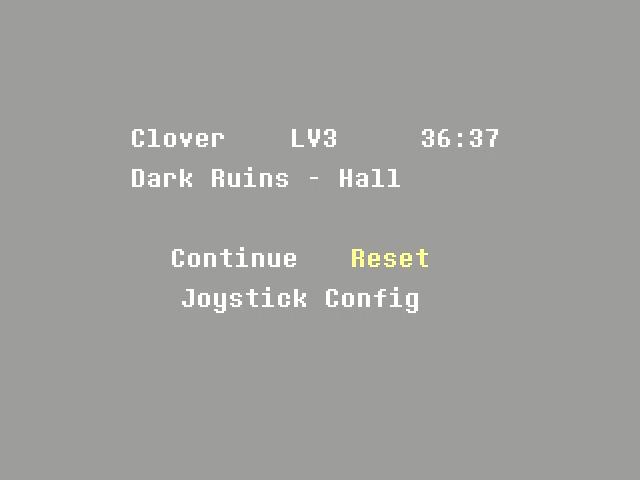 Clover LV3 36:37
Dark Ruins - Hall
Continue Reset
Joystick Config